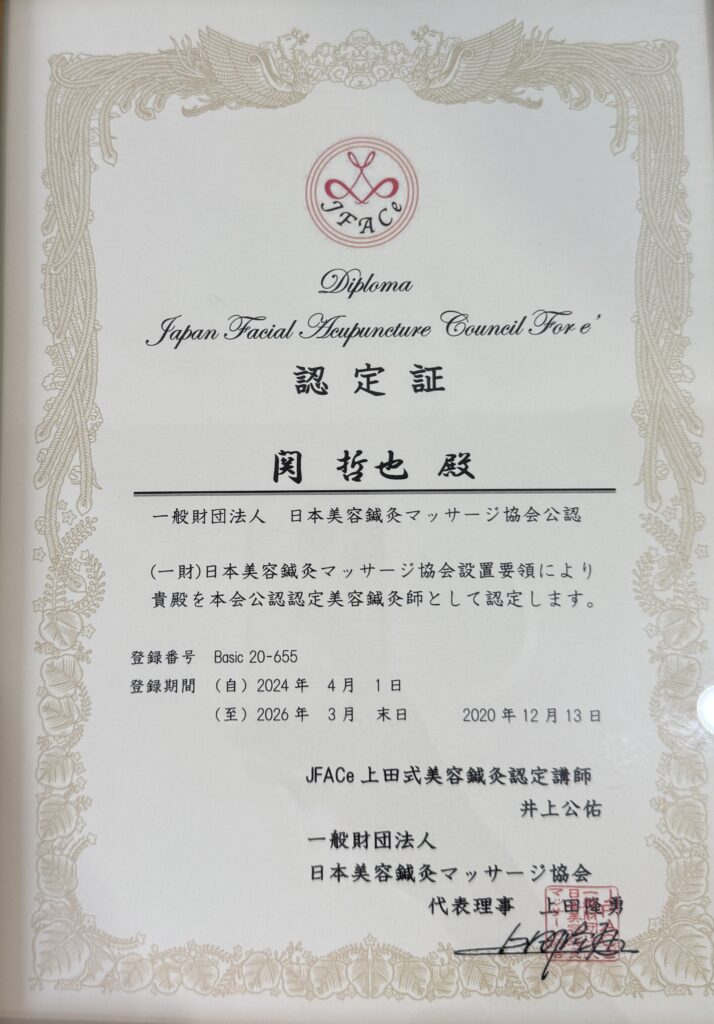 JFACe
Diploma
Japan Facial Acupuncture Council For e'
認定証
関 哲也 殿
一般財団法人 日本美容鍼灸マッサージ協会公認
(一財)日本美容鍼灸マッサージ協会設置要領により
貴殿を本会公認認定美容鍼灸師として認定します。
登録番号 Basic 20-655
登録期間 (自) 2024年 4月 1日
(至) 2026年 3月 末日 2020年12月13日
JFACe上田式美容鍼灸認定講師
井上公佑
一般財団法人
日本美容鍼灸マッサージ協会
代表理事 上田隆勇